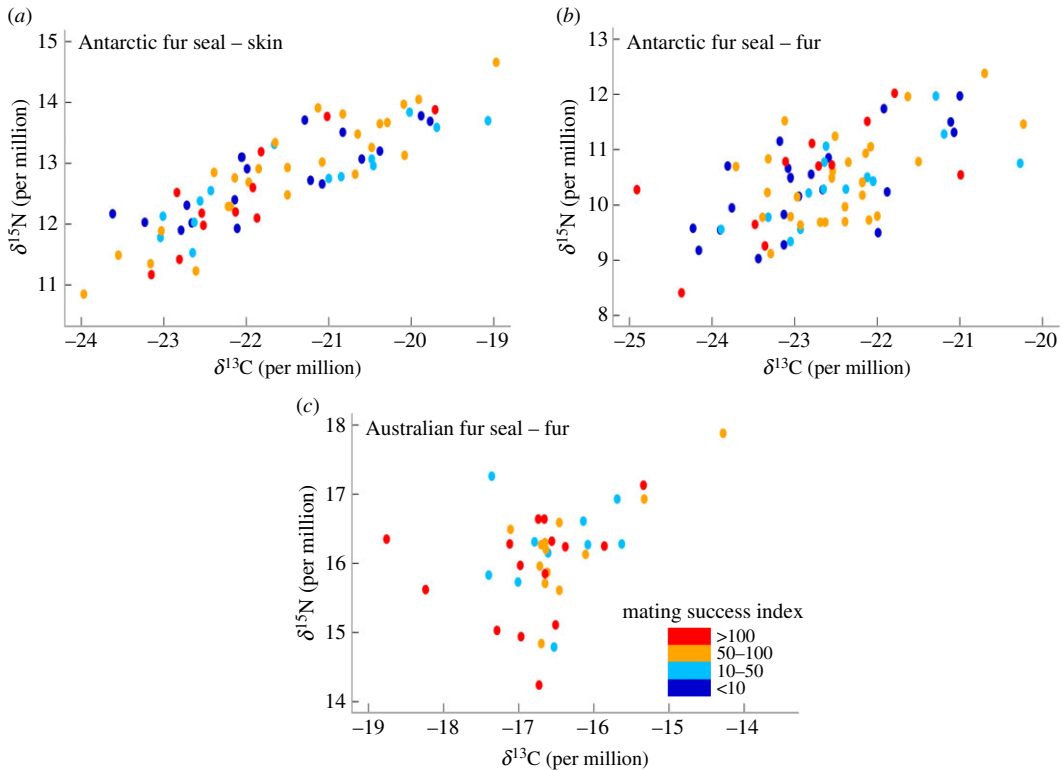 (a)
Antarctic fur seal – skin
15
14
13
12
11
δ¹⁵N (per million)
–24
–23
–22
–21
–20
–19
δ¹³C (per million)
(b)
Antarctic fur seal – fur
13
12
11
10
9
8
δ¹⁵N (per million)
–25
–24
–23
–22
–21
–20
δ¹³C (per million)
(c)
Australian fur seal – fur
18
17
16
15
14
δ¹⁵N (per million)
–19
–18
–17
–16
–15
–14
δ¹³C (per million)
mating success index
>100
50–100
10–50
<10